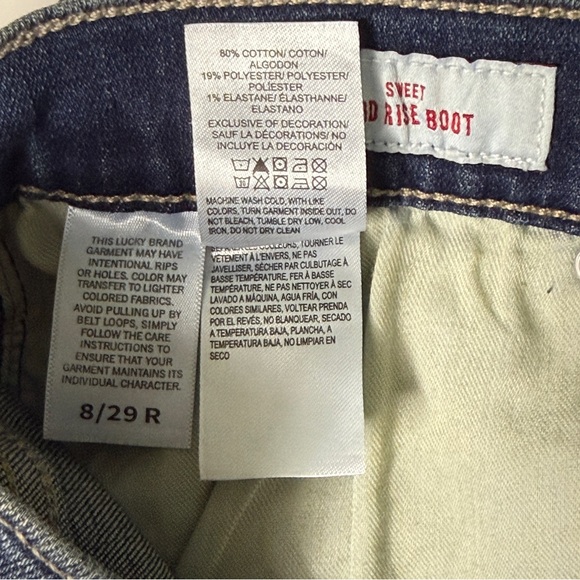 80% COTTON/ COTON/
ALGODON
19% POLYESTER/ POLYESTER/
POLÍESTER
1% ELASTANE/ ÉLASTHANNE/
ELASTANO
EXCLUSIVE OF DECORATION/
SAUF LA DÉCORATIONS/ NO
INCLUYE LA DECORACIÓN
MACHINE WASH COLD, WITH LIKE
COLORS, TURN GARMENT INSIDE OUT, DO
NOT BLEACH, TUMBLE DRY LOW, COOL
IRON, DO NOT DRY CLEAN
COULEURS, TOURNER LE
VÊTEMENT À L'ENVERS, NE PAS
JAVELLISER, SÉCHER PAR CULBUTAGE À
BASSE TEMPÉRATURE, FER À BASSE
TEMPÉRATURE, NE PAS NETTOYER À SEC
LAVADO A MÁQUINA, AGUA FRÍA, CON
COLORES SIMILARES, VOLTEAR PRENDA
POR EL REVÉS, NO BLANQUEAR, SECADO
A TEMPERATURA BAJA, PLANCHA, A
TEMPERATURA BAJA, NO LIMPIAR EN
SECO
SWEET
RISE BOOT
THIS LUCKY BRAND
GARMENT MAY HAVE
INTENTIONAL RIPS
OR HOLES. COLOR MAY
TRANSFER TO LIGHTER
COLORED FABRICS.
AVOID PULLING UP BY
BELT LOOPS, SIMPLY
FOLLOW THE CARE
INSTRUCTIONS TO
ENSURE THAT YOUR
GARMENT MAINTAINS ITS
INDIVIDUAL CHARACTER.
8/29 R